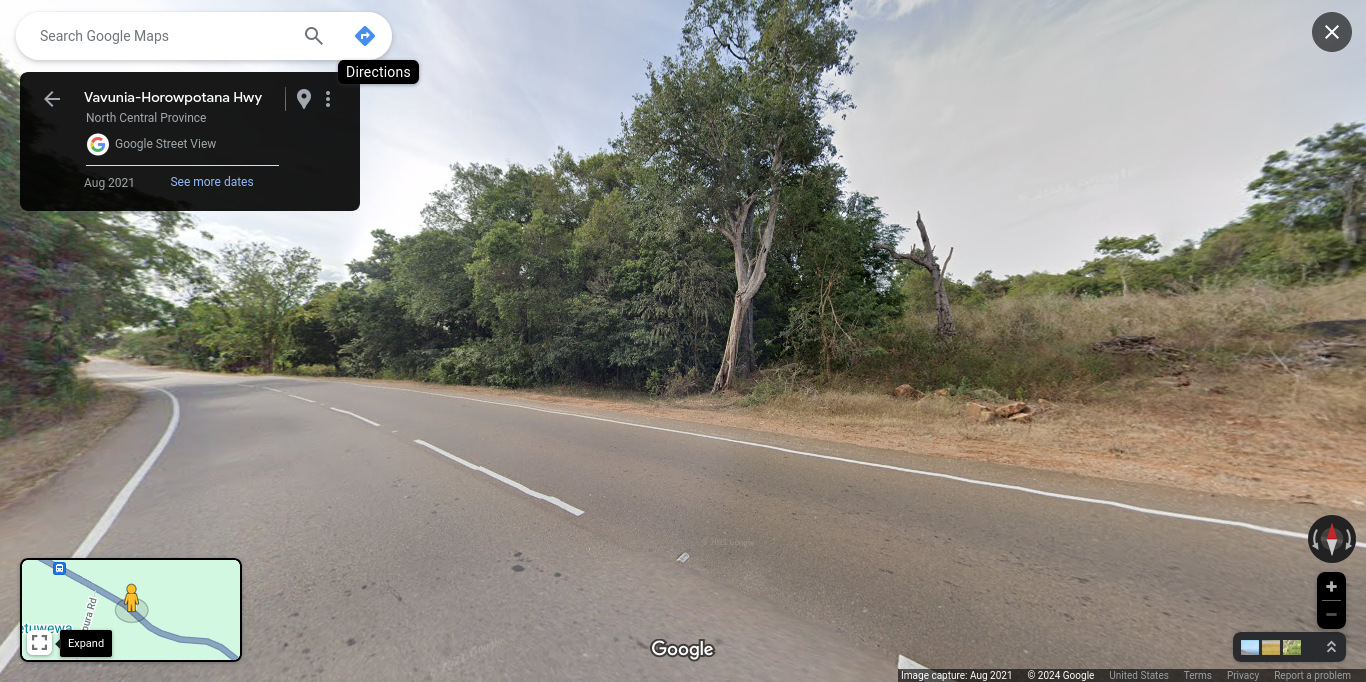 Search Google Maps
Directions
Vavunia-Horowpotana Hwy
North Central Province
Google Street View
Aug 2021
See more dates
Expand
Google
Image capture: Aug 2021 © 2024 Google United States Terms Privacy Report a problem